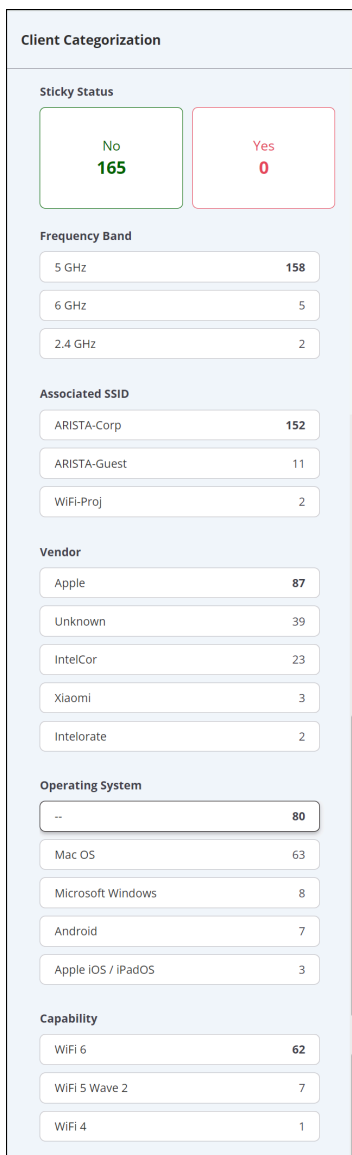 Client Categorization
Sticky Status
No Yes
165 0
Frequency Band
5 GHz 158
6 GHz 5
2.4 GHz 2
Associated SSID
ARISTA-Corp 152
ARISTA-Guest 11
WiFi-Proj 2
Vendor
Apple 87
Unknown 39
IntelCor 23
Xiaomi 3
Intelorate 2
Operating System
-- 80
Mac OS 63
Microsoft Windows 8
Android 7
Apple iOS / iPadOS 3
Capability
WiFi 6 62
WiFi 5 Wave 2 7
WiFi 4 1